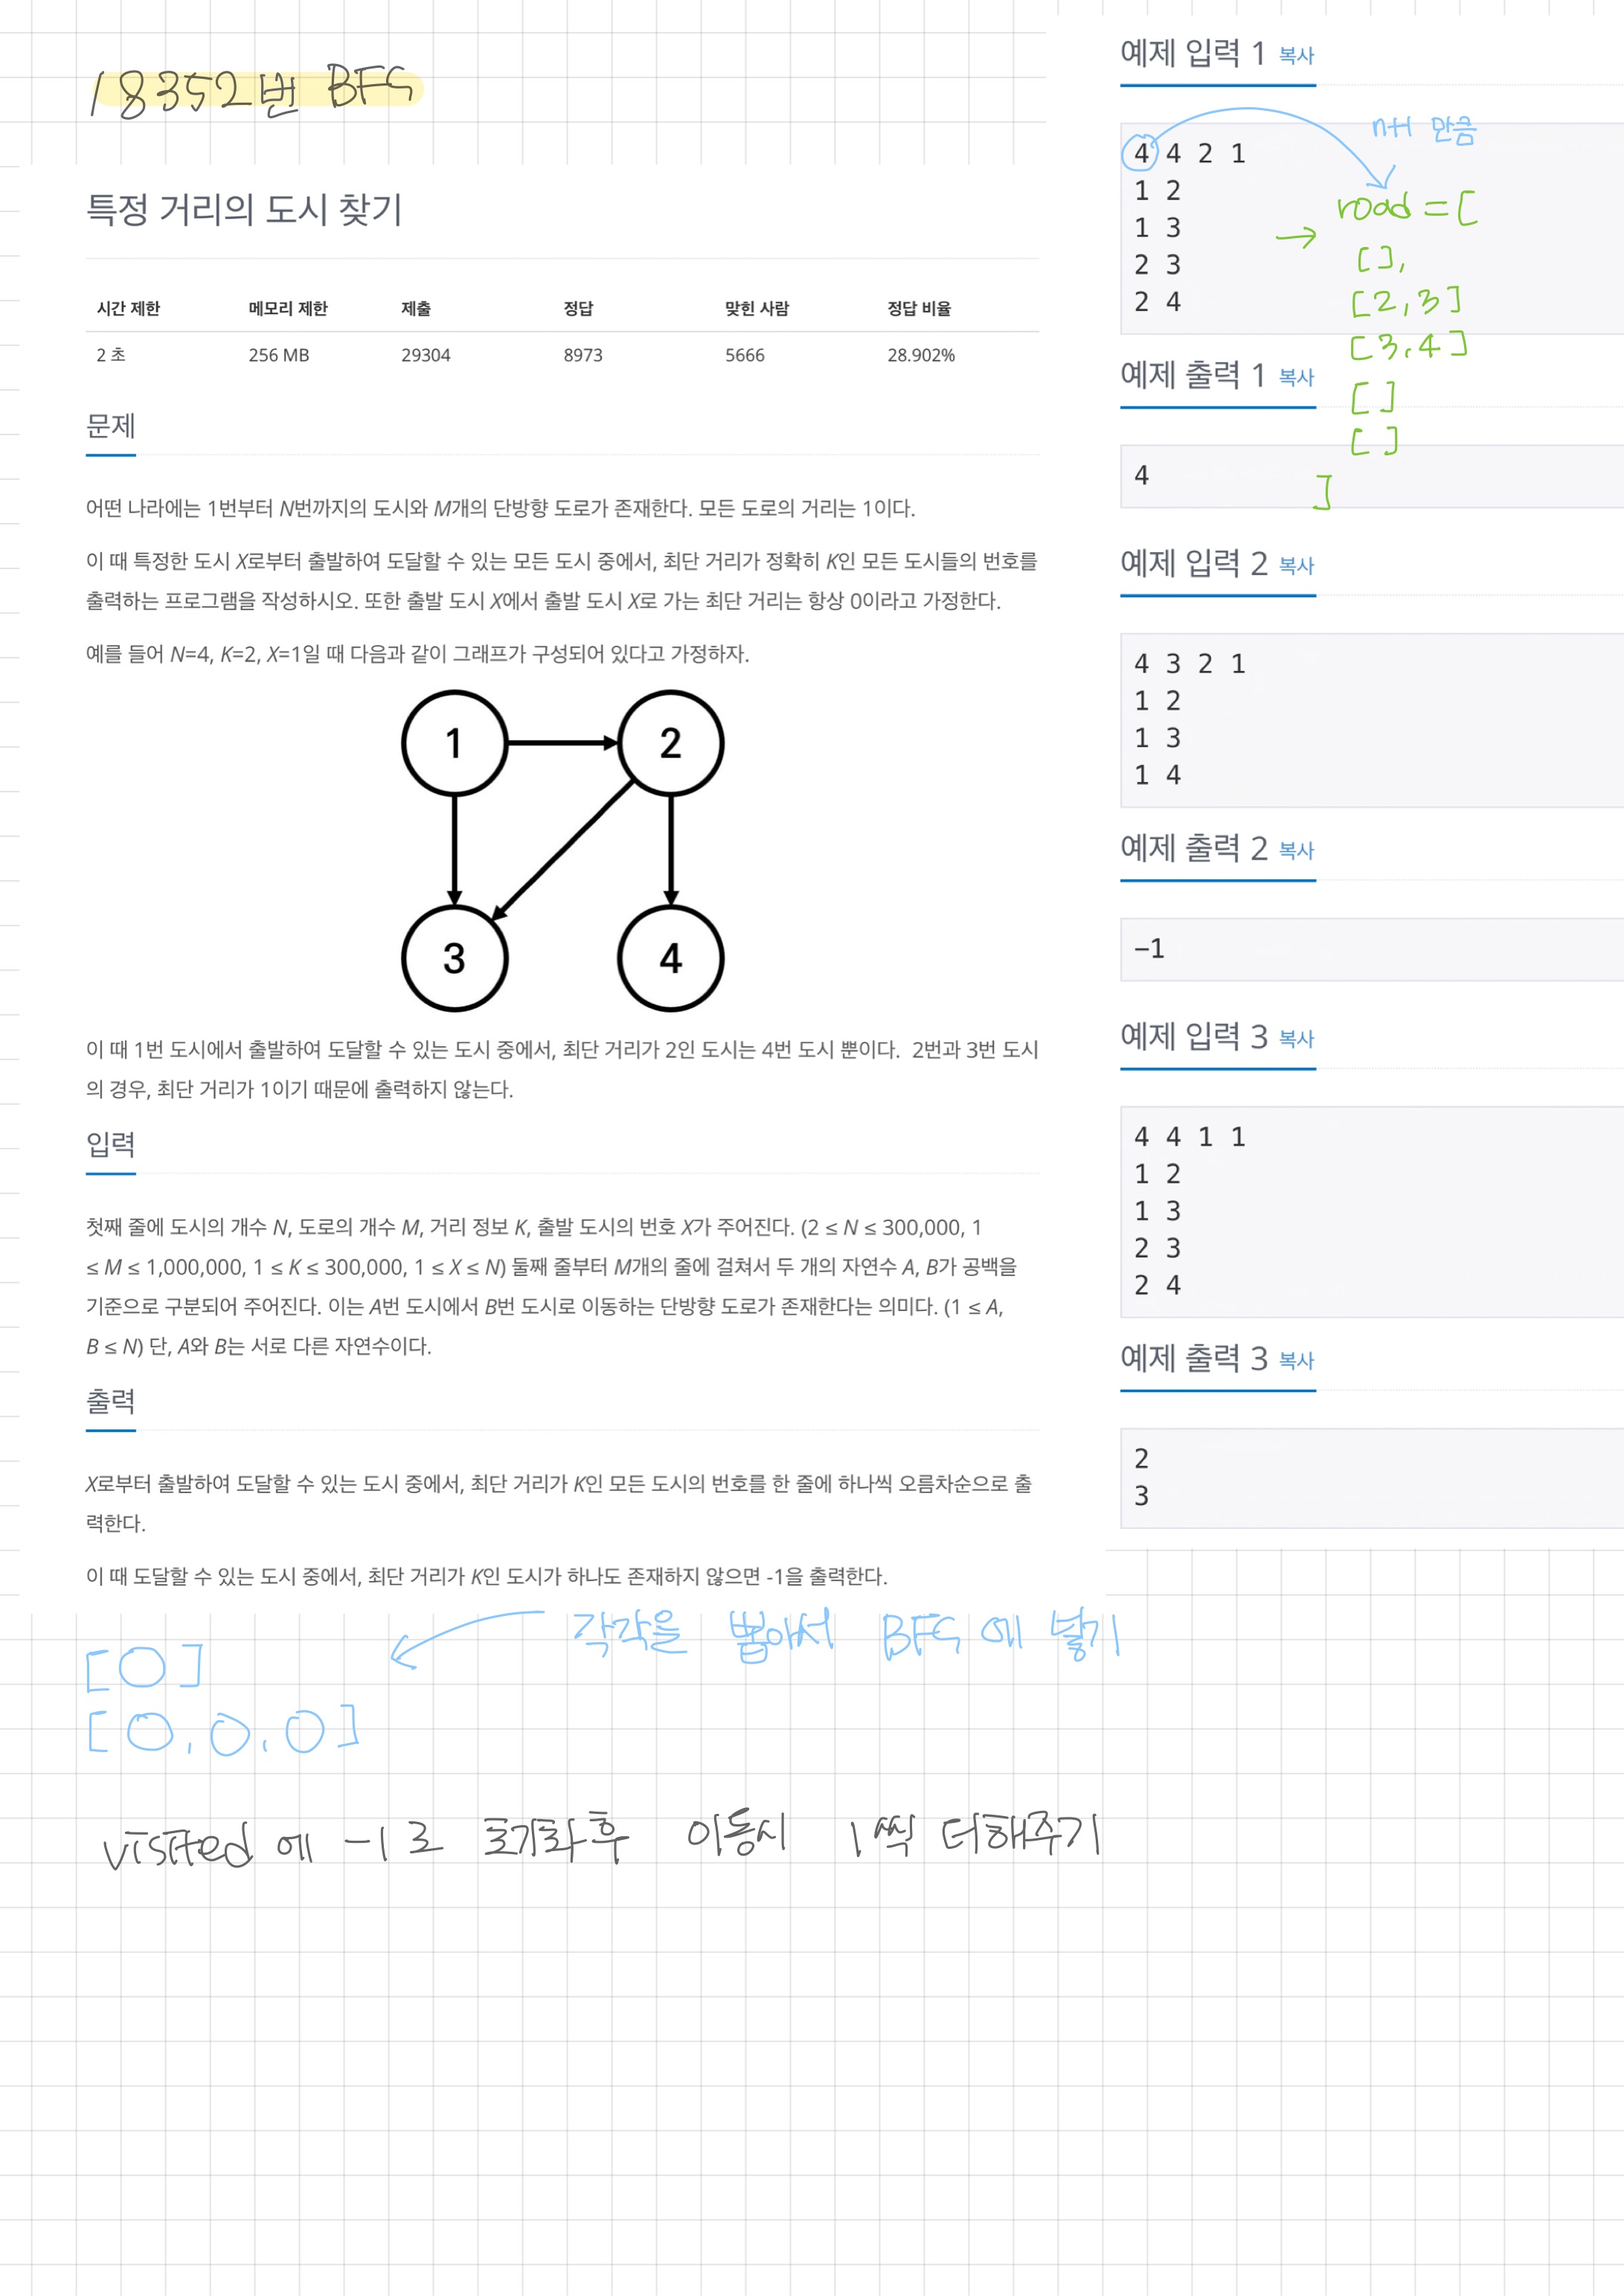 18352번 BFS
특정 거리의 도시 찾기
시간 제한 메모리 제한 제출 정답 맞힌 사람 정답 비율
2 초 256 MB 29304 8973 5666 28.902%
문제
어떤 나라에는 1번부터 N번까지의 도시와 M개의 단방향 도로가 존재한다. 모든 도로의 거리는 1이다.
이 때 특정한 도시 X로부터 출발하여 도달할 수 있는 모든 도시 중에서, 최단 거리가 정확히 K인 모든 도시들의 번호를
출력하는 프로그램을 작성하시오. 또한 출발 도시 X에서 출발 도시 X로 가는 최단 거리는 항상 0이라고 가정한다.
예를 들어 N=4, K=2, X=1일 때 다음과 같이 그래프가 구성되어 있다고 가정하자.
1 2
3 4
이 때 1번 도시에서 출발하여 도달할 수 있는 도시 중에서, 최단 거리가 2인 도시는 4번 도시 뿐이다. 2번과 3번 도시
의 경우, 최단 거리가 1이기 때문에 출력하지 않는다.
입력
첫째 줄에 도시의 개수 N, 도로의 개수 M, 거리 정보 K, 출발 도시의 번호 X가 주어진다. (2 ≤ N ≤ 300,000, 1
≤ M ≤ 1,000,000, 1 ≤ K ≤ 300,000, 1 ≤ X ≤ N) 둘째 줄부터 M개의 줄에 걸쳐서 두 개의 자연수 A, B가 공백을
기준으로 구분되어 주어진다. 이는 A번 도시에서 B번 도시로 이동하는 단방향 도로가 존재한다는 의미다. (1 ≤ A,
B ≤ N) 단, A와 B는 서로 다른 자연수이다.
출력
X로부터 출발하여 도달할 수 있는 도시 중에서, 최단 거리가 K인 모든 도시의 번호를 한 줄에 하나씩 오름차순으로 출
력한다.
이 때 도달할 수 있는 도시 중에서, 최단 거리가 K인 도시가 하나도 존재하지 않으면 -1을 출력한다.
각각을 뽑아서 BFS에 넣기
[O]
[O, O, O]
visited에 -1로 초기화후 이동시 1씩 더해주기
예제 입력 1 복사
4 4 2 1
1 2
1 3
2 3
2 4
n+1 만큼
road = [
[],
[2,3]
[3,4]
[]
[]
]
예제 출력 1 복사
4
예제 입력 2 복사
4 3 2 1
1 2
1 3
1 4
예제 출력 2 복사
-1
예제 입력 3 복사
4 4 1 1
1 2
1 3
2 3
2 4
예제 출력 3 복사
2
3